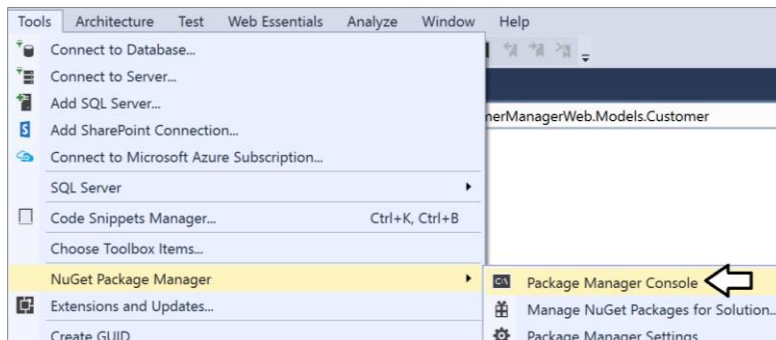 Tools Architecture Test Web Essentials Analyze Window Help
Connect to Database...
Connect to Server...
Add SQL Server...
nerManagerWeb.Models.Customer
Add SharePoint Connection...
Connect to Microsoft Azure Subscription...
SQL Server
Code Snippets Manager... Ctrl+K, Ctrl+B
Choose Toolbox Items...
NuGet Package Manager
Package Manager Console
Extensions and Updates...
Manage NuGet Packages for Solution...
Create GUID
Package Manager Settings